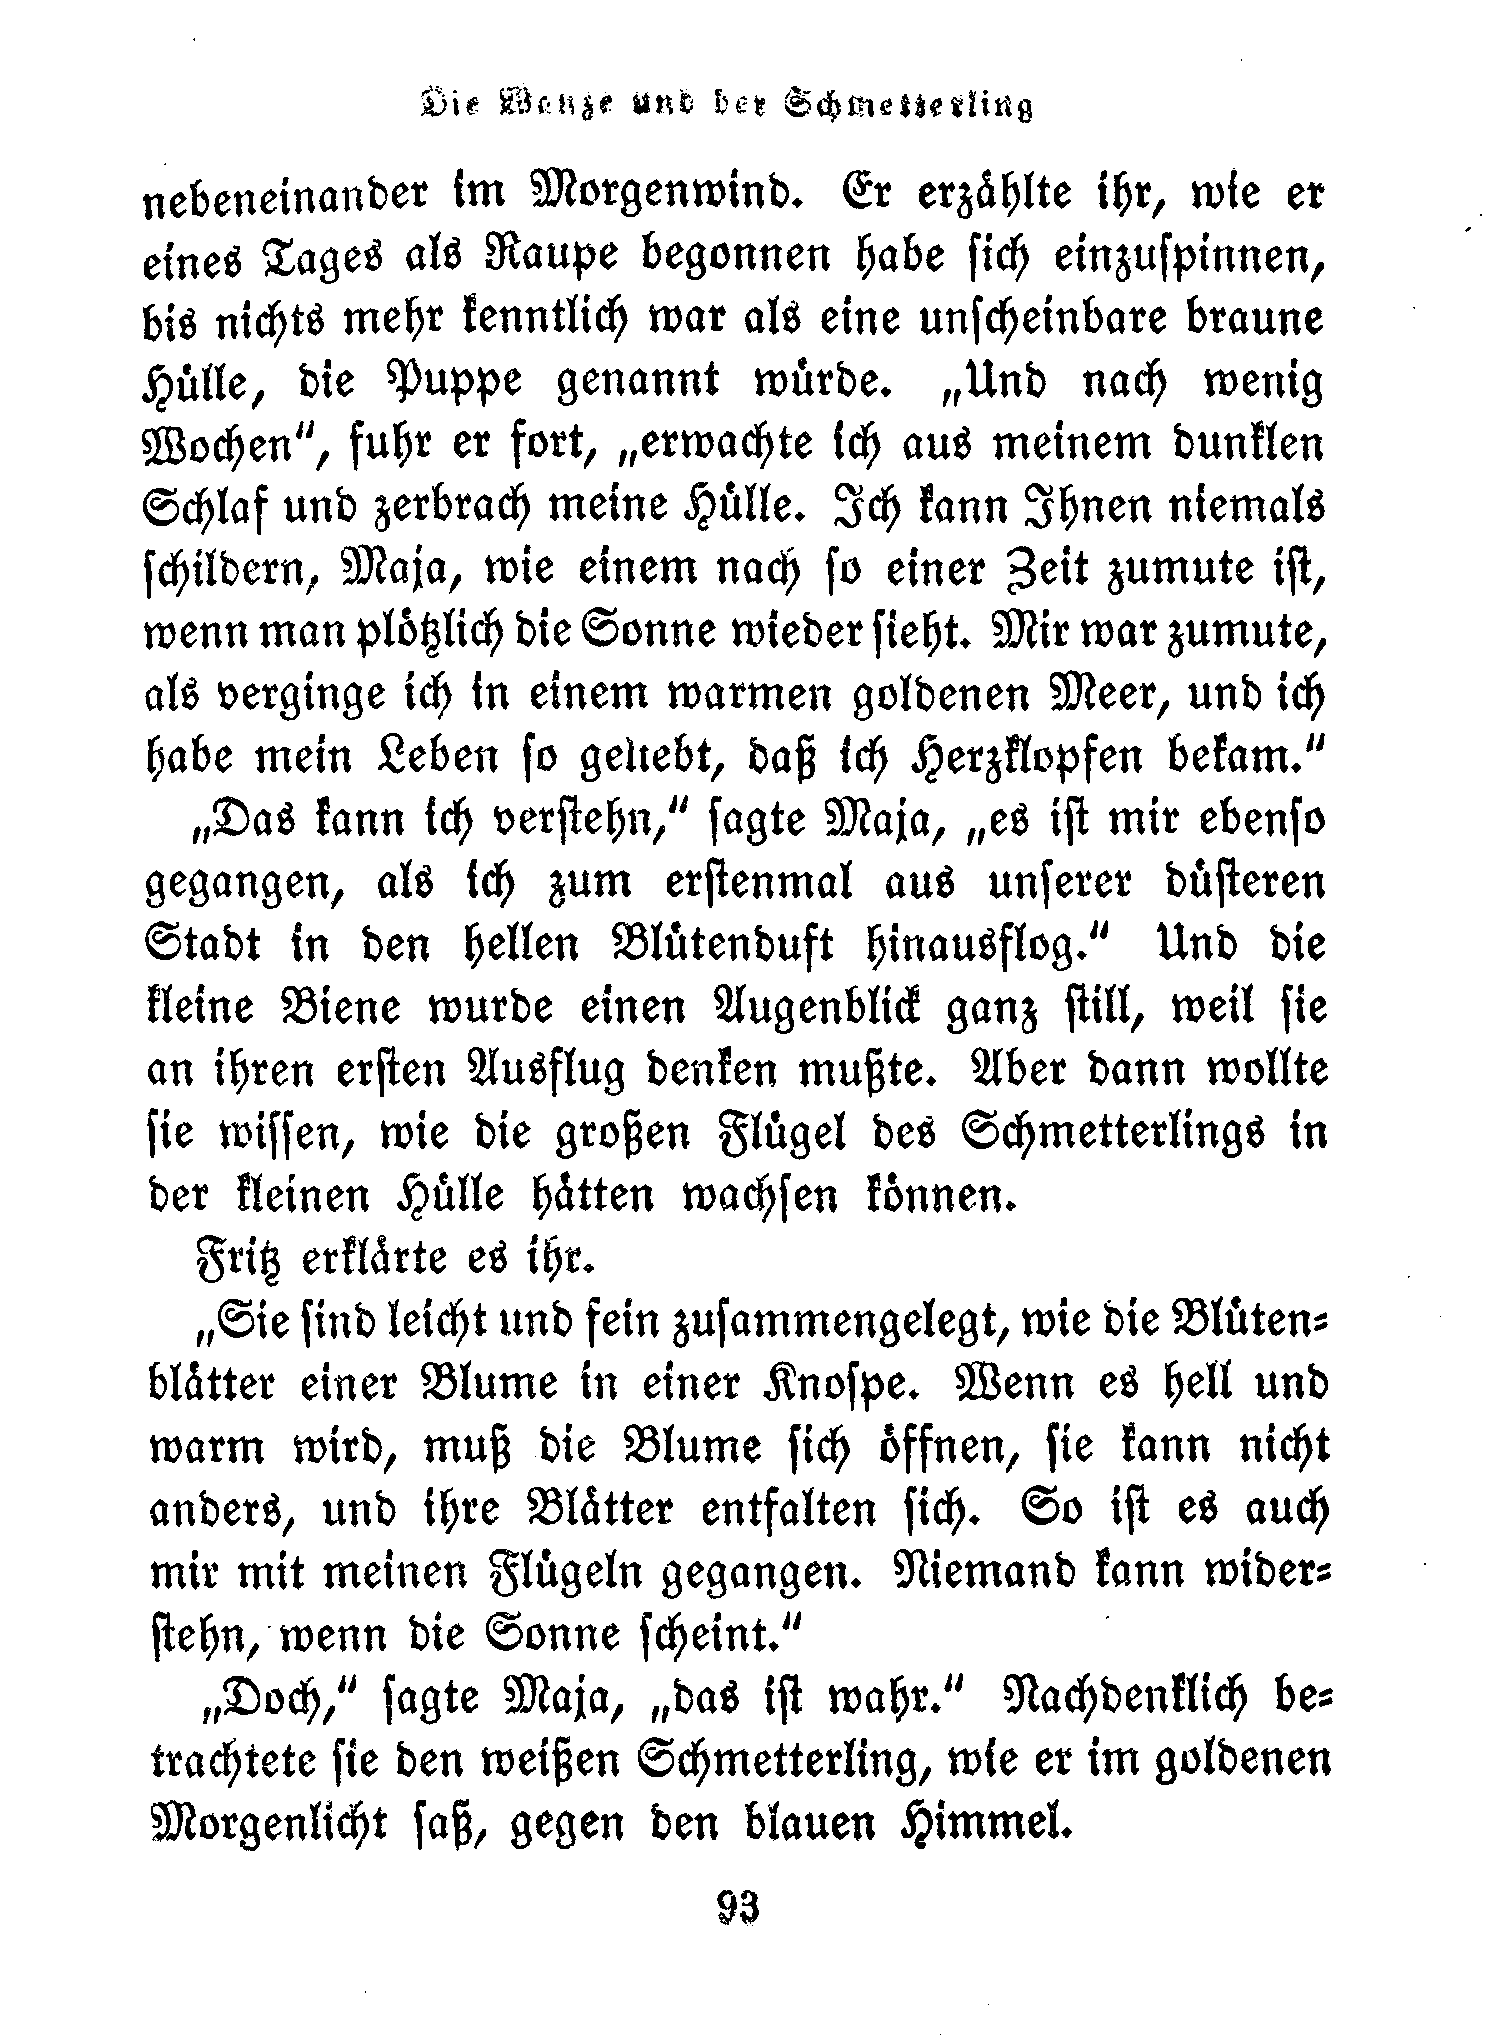 Die Wanze und der Schmetterling
nebeneinander im Morgenwind. Er erzählte ihr, wie er
eines Tages als Raupe begonnen habe sich einzuspinnen,
bis nichts mehr kenntlich war als eine unscheinbare braune
Hülle, die Puppe genannt würde. „Und nach wenig
Wochen“, fuhr er fort, „erwachte ich aus meinem dunklen
Schlaf und zerbrach meine Hülle. Ich kann Ihnen niemals
schildern, Maja, wie einem nach so einer Zeit zumute ist,
wenn man plötzlich die Sonne wieder sieht. Mir war zumute,
als verginge ich in einem warmen goldenen Meer, und ich
habe mein Leben so geliebt, daß ich Herzklopfen bekam.“
„Das kann ich verstehn,“ sagte Maja, „es ist mir ebenso
gegangen, als ich zum erstenmal aus unserer düsteren
Stadt in den hellen Blütenduft hinausflog.“ Und die
kleine Biene wurde einen Augenblick ganz still, weil sie
an ihren ersten Ausflug denken mußte. Aber dann wollte
sie wissen, wie die großen Flügel des Schmetterlings in
der kleinen Hülle hätten wachsen können.
Fritz erklärte es ihr.
„Sie sind leicht und fein zusammengelegt, wie die Blüten-
blätter einer Blume in einer Knospe. Wenn es hell und
warm wird, muß die Blume sich öffnen, sie kann nicht
anders, und ihre Blätter entfalten sich. So ist es auch
mir mit meinen Flügeln gegangen. Niemand kann wider-
stehn, wenn die Sonne scheint.“
„Doch,“ sagte Maja, „das ist wahr.“ Nachdenklich be-
trachtete sie den weißen Schmetterling, wie er im goldenen
Morgenlicht saß, gegen den blauen Himmel.
93